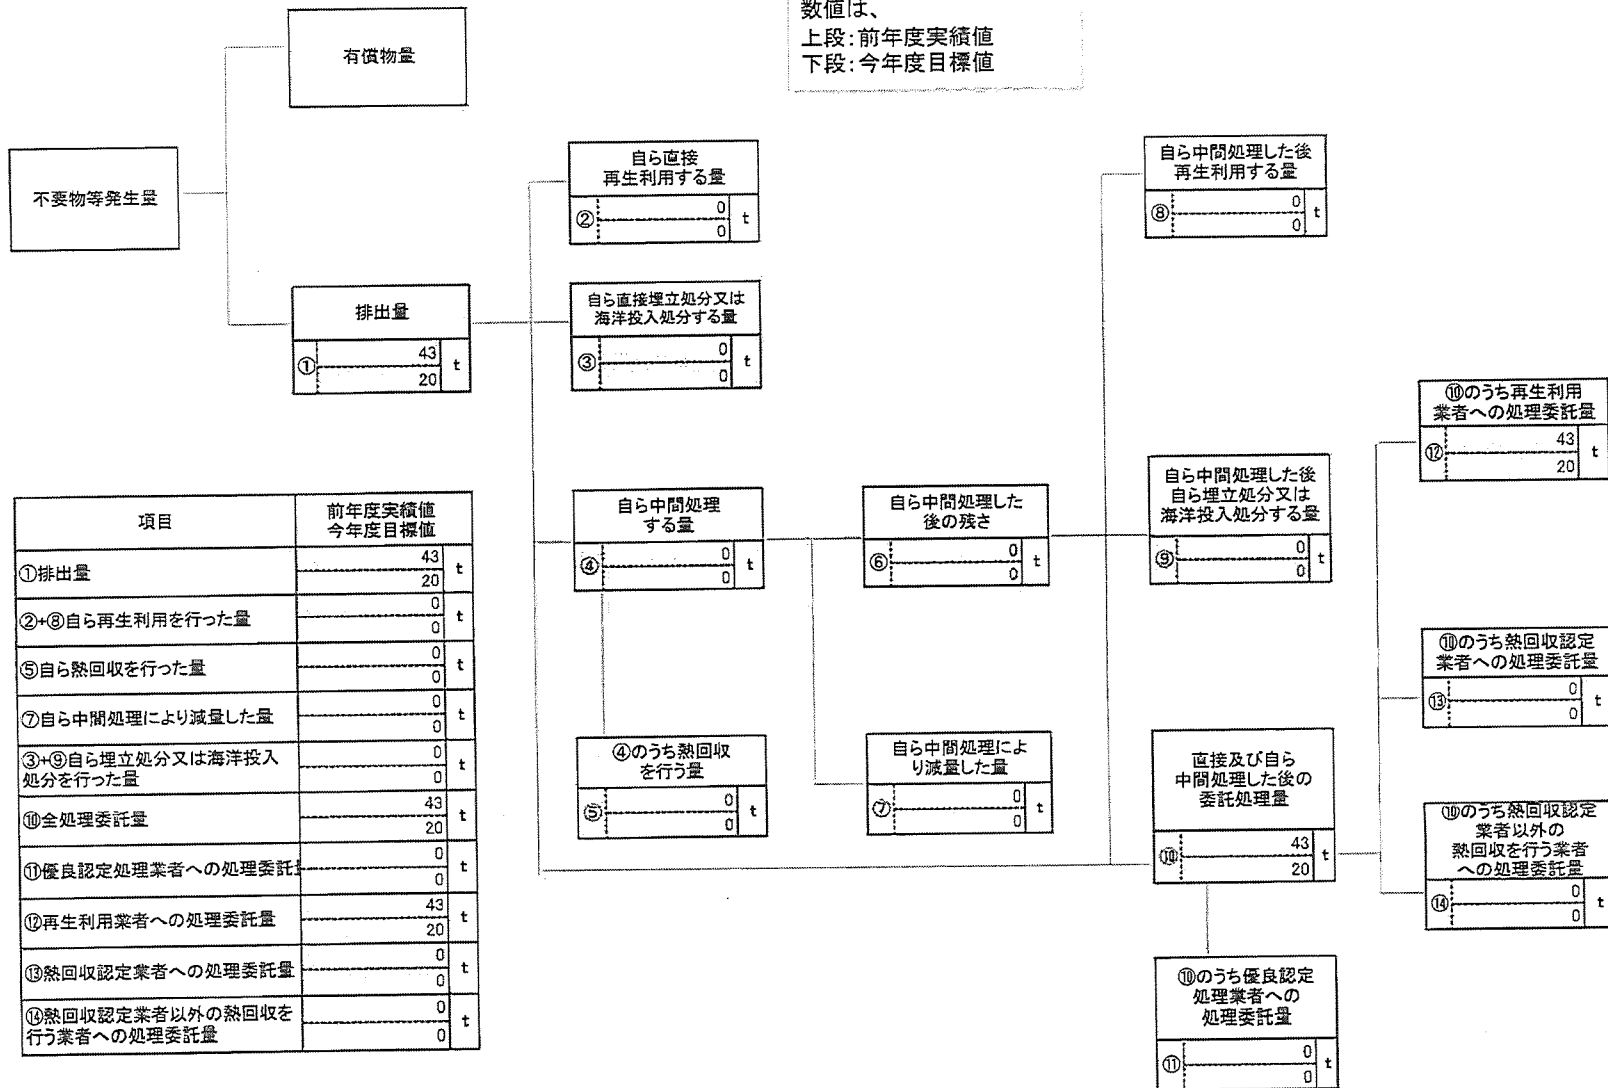 数値は、
上段：前年度実績値
下段：今年度目標値
有償物量
不要物等発生量
排出量
①
43
20
t
自ら直接
再生利用する量
②
0
0
t
自ら直接埋立処分又は
海洋投入処分する量
③
0
0
t
自ら中間処理
する量
④
0
0
t
④のうち熱回収
を行う量
⑤
0
0
t
自ら中間処理した
後の残さ
⑥
0
0
t
自ら中間処理によ
り減量した量
⑦
0
0
t
自ら中間処理した後
再生利用する量
⑧
0
0
t
自ら中間処理した後
自ら埋立処分又は
海洋投入処分する量
⑨
0
0
t
直接及び自ら
中間処理した後の
委託処理量
⑩
43
20
t
⑩のうち優良認定
処理業者への
処理委託量
⑪
0
0
t
⑩のうち再生利用
業者への処理委託量
⑫
43
20
t
⑩のうち熱回収認定
業者への処理委託量
⑬
0
0
t
⑩のうち熱回収認定
業者以外の
熱回収を行う業者
への処理委託量
⑭
0
0
t
項目
前年度実績値
今年度目標値
①排出量
43
20
t
②+⑧自ら再生利用を行った量
0
0
t
⑤自ら熱回収を行った量
0
0
t
⑦自ら中間処理により減量した量
0
0
t
③+⑨自ら埋立処分又は海洋投入
処分を行った量
0
0
t
⑩全処理委託量
43
20
t
⑪優良認定処理業者への処理委託
0
0
t
⑫再生利用業者への処理委託量
43
20
t
⑬熱回収認定業者への処理委託量
0
0
t
⑭熱回収認定業者以外の熱回収を
行う業者への処理委託量
0
0
t